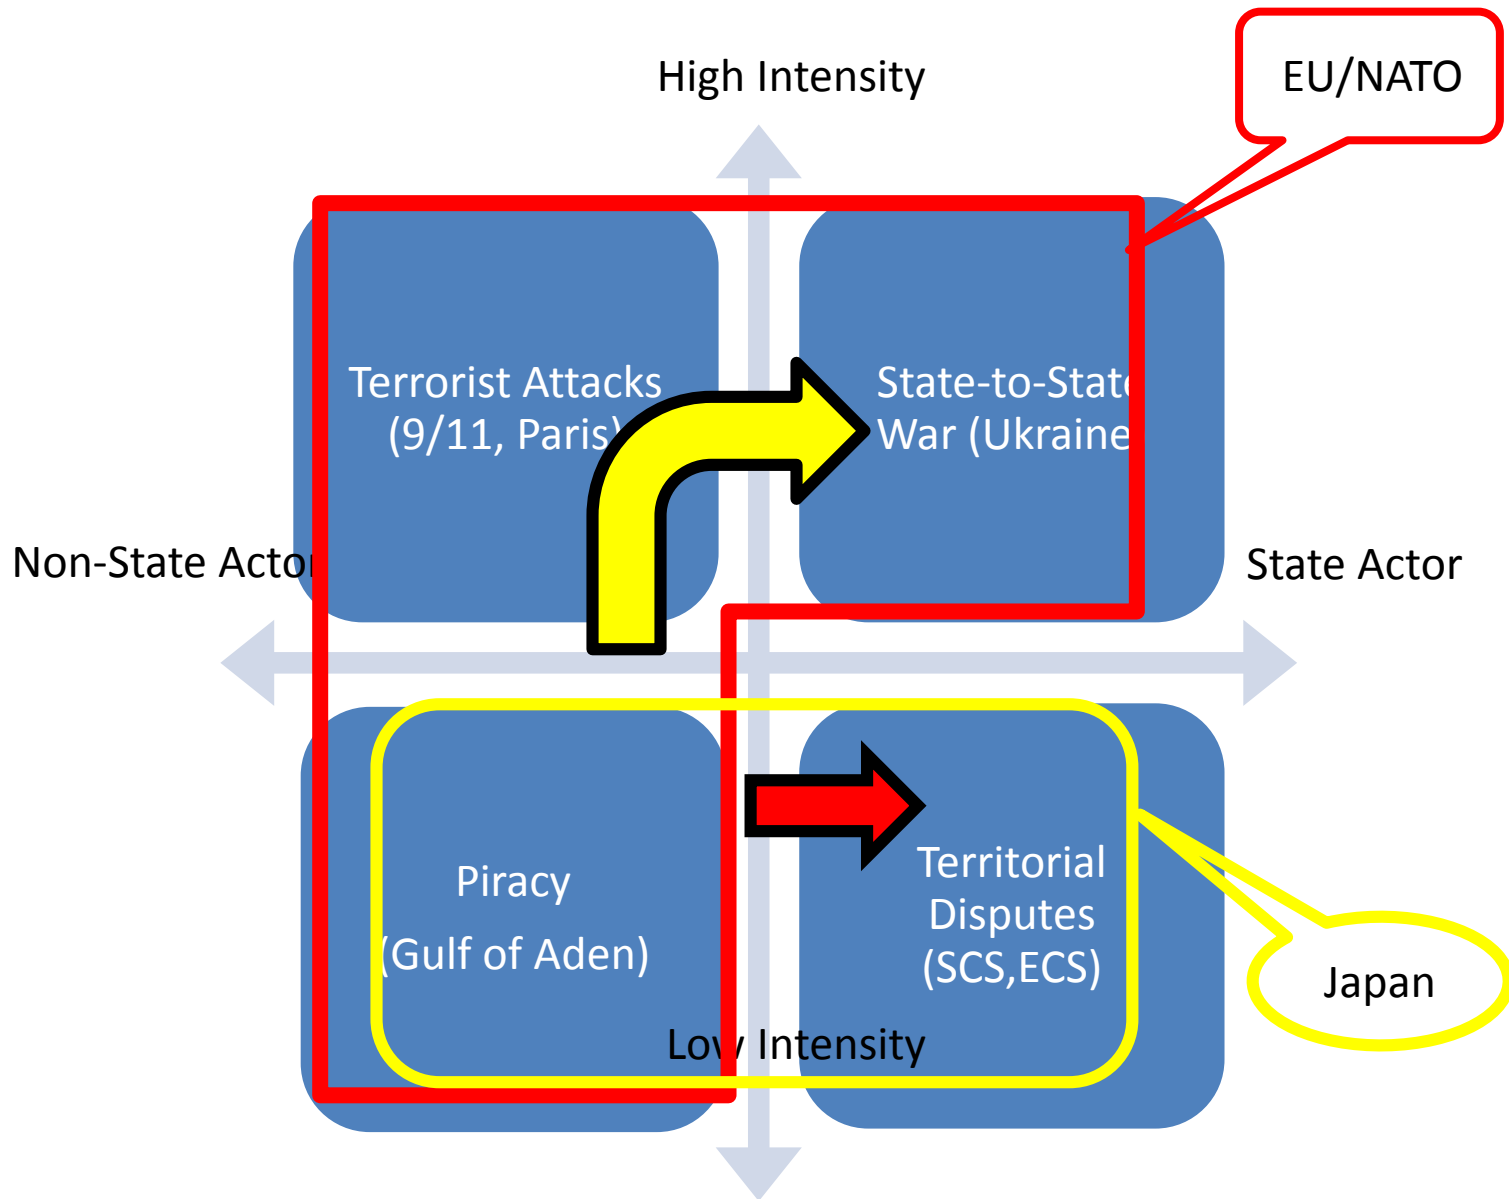 High Intensity
EU/NATO
Terrorist Attacks
(9/11, Paris)
State-to-State
War (Ukraine
Non-State Actor
State Actor
Piracy
(Gulf of Aden)
Territorial
Disputes
(SCS,ECS)
Japan
Low Intensity